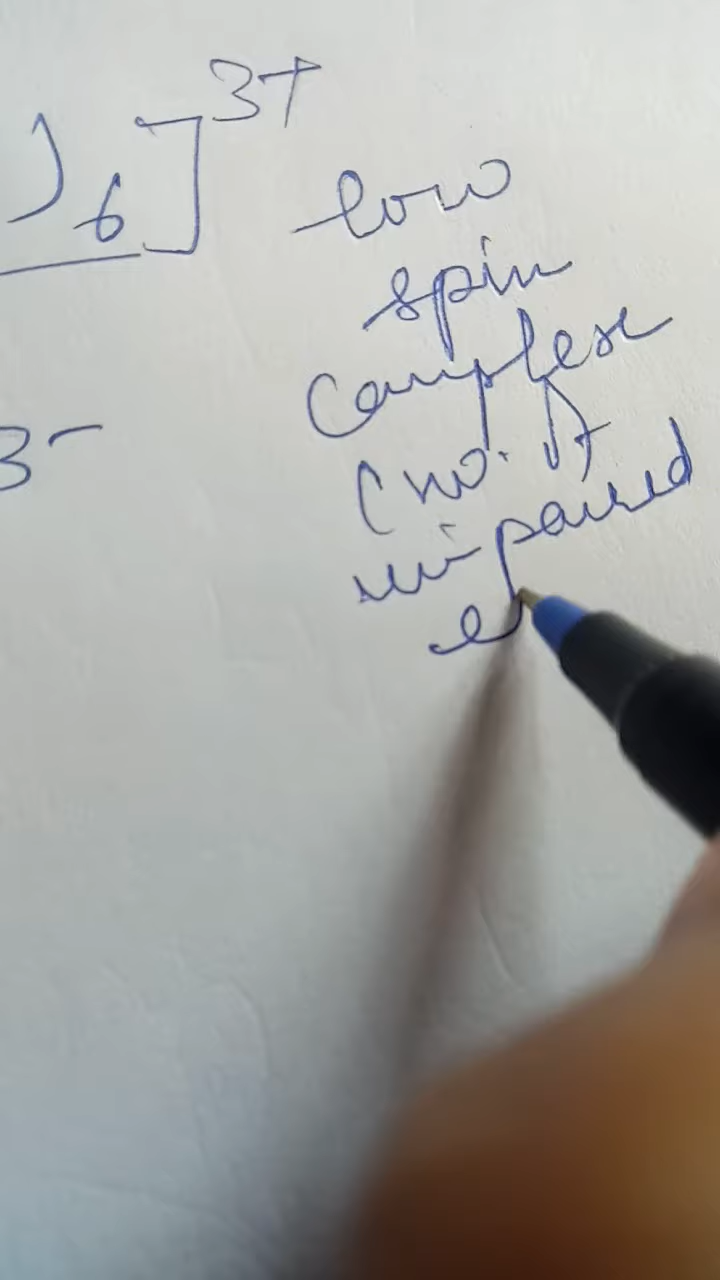 )6]3+
low
spin
complex
3-
(no. of
unpaired
e